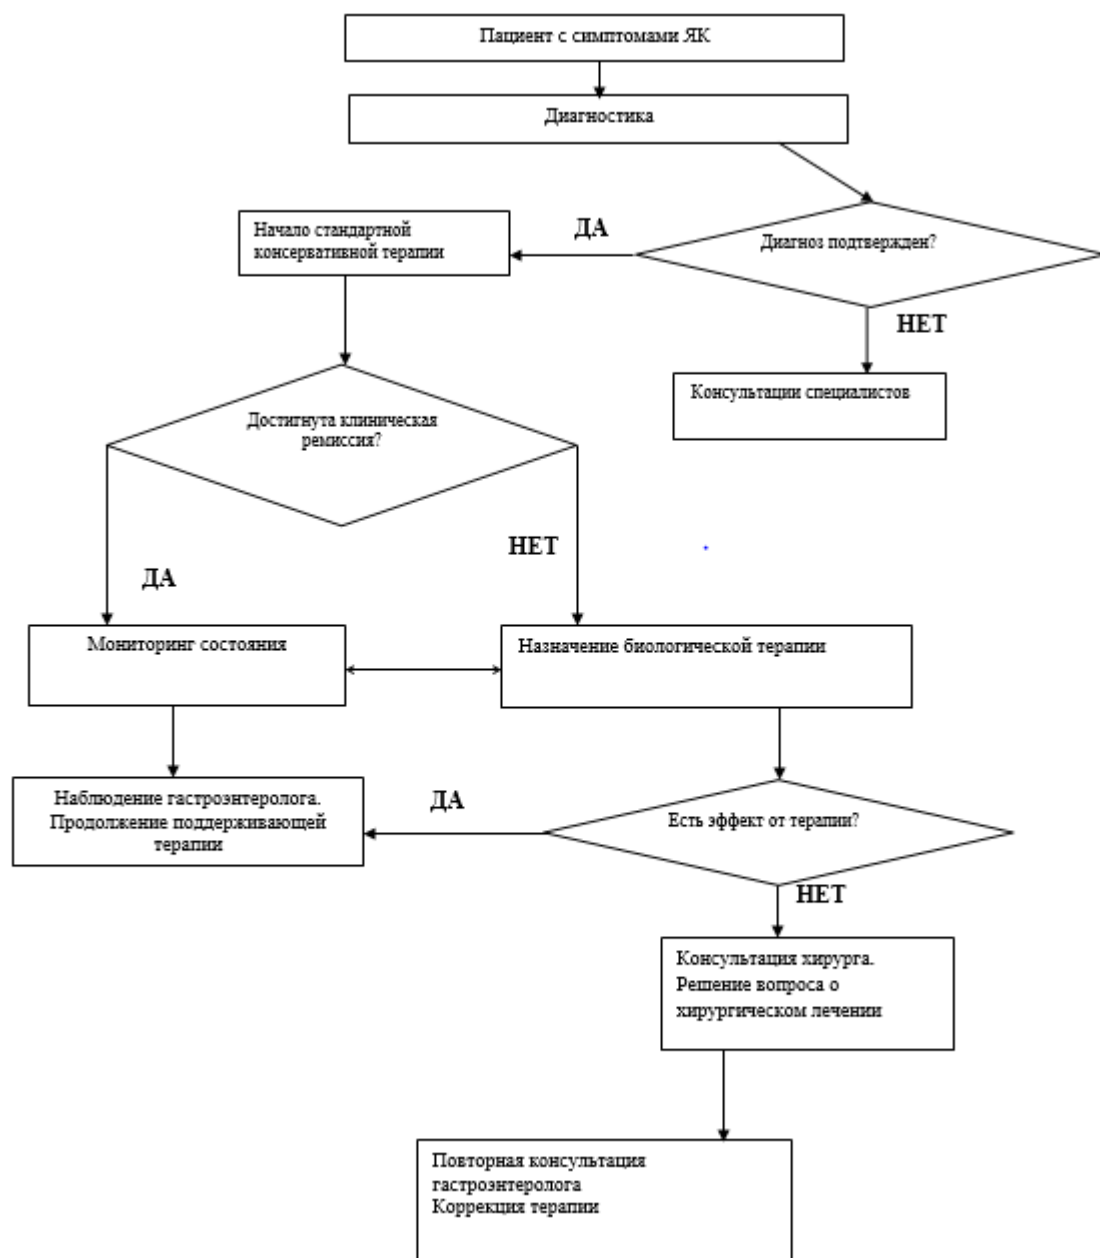 Пациент с симптомами ЯК
Диагностика
Диагноз подтвержден?
ДА
Начало стандартной
консервативной терапии
НЕТ
Консультации специалистов
Достигнута клиническая
ремиссия?
ДА
НЕТ
Мониторинг состояния
Назначение биологической терапии
Наблюдение гастроэнтеролога.
Продолжение поддерживающей
терапии
ДА
Есть эффект от терапии?
НЕТ
Консультация хирурга.
Решение вопроса о
хирургическом лечении
Повторная консультация
гастроэнтеролога
Коррекция терапии